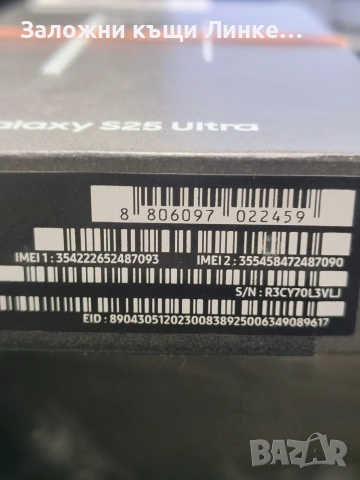 Заложни къщи Линке...
Galaxy S25 Ultra
8 806097 022459
IMEI 1 : 354222652487093 IMEI 2 : 355458472487090
S/N : R3CY70L3VLJ
EID : 89043051202300838925006349089617
BAZAR